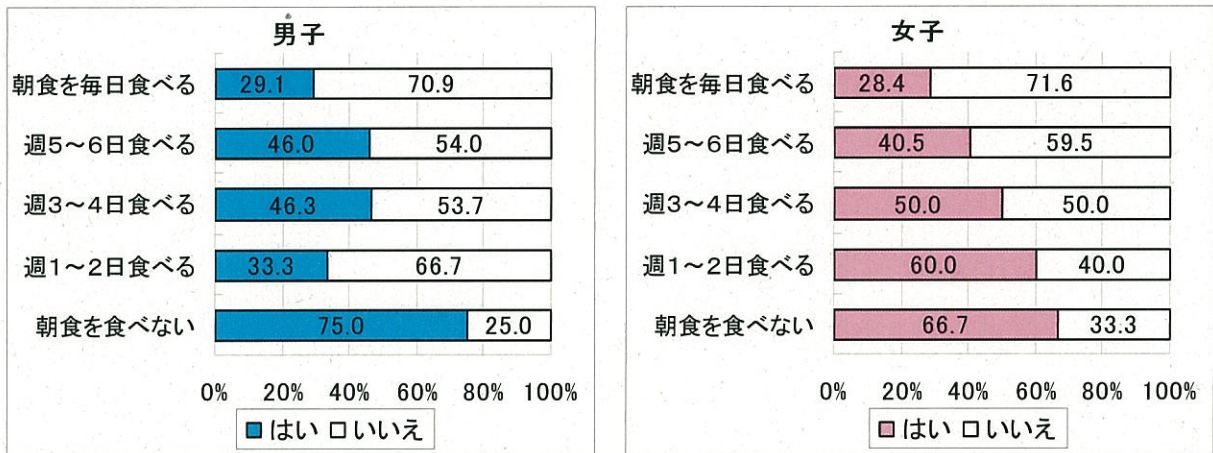 男子
朝食を毎日食べる 29.1 70.9
週5～6日食べる 46.0 54.0
週3～4日食べる 46.3 53.7
週1～2日食べる 33.3 66.7
朝食を食べない 75.0 25.0
0% 20% 40% 60% 80% 100%
はい いいえ
女子
朝食を毎日食べる 28.4 71.6
週5～6日食べる 40.5 59.5
週3～4日食べる 50.0 50.0
週1～2日食べる 60.0 40.0
朝食を食べない 66.7 33.3
0% 20% 40% 60% 80% 100%
はい いいえ